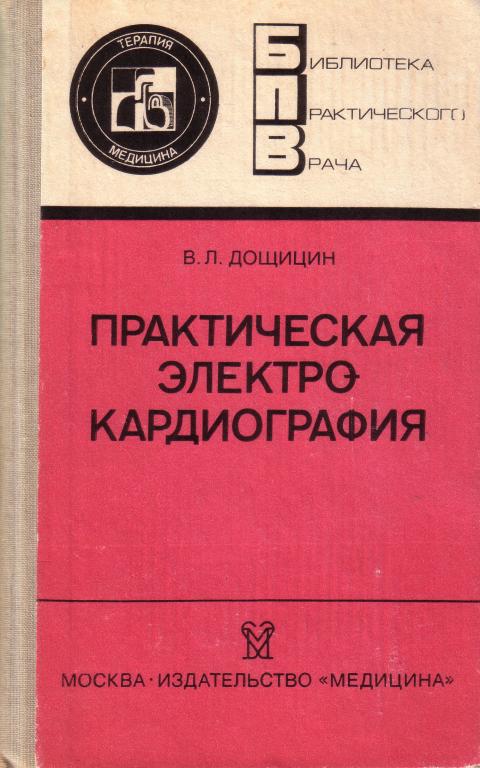 ТЕРАПИЯ
МЕДИЦИНА
БИБЛИОТЕКА
ПРАКТИЧЕСКОГО
ВРАЧА
В. Л. ДОЩИЦИН
ПРАКТИЧЕСКАЯ
ЭЛЕКТРО-
КАРДИОГРАФИЯ
МОСКВА · ИЗДАТЕЛЬСТВО «МЕДИЦИНА»